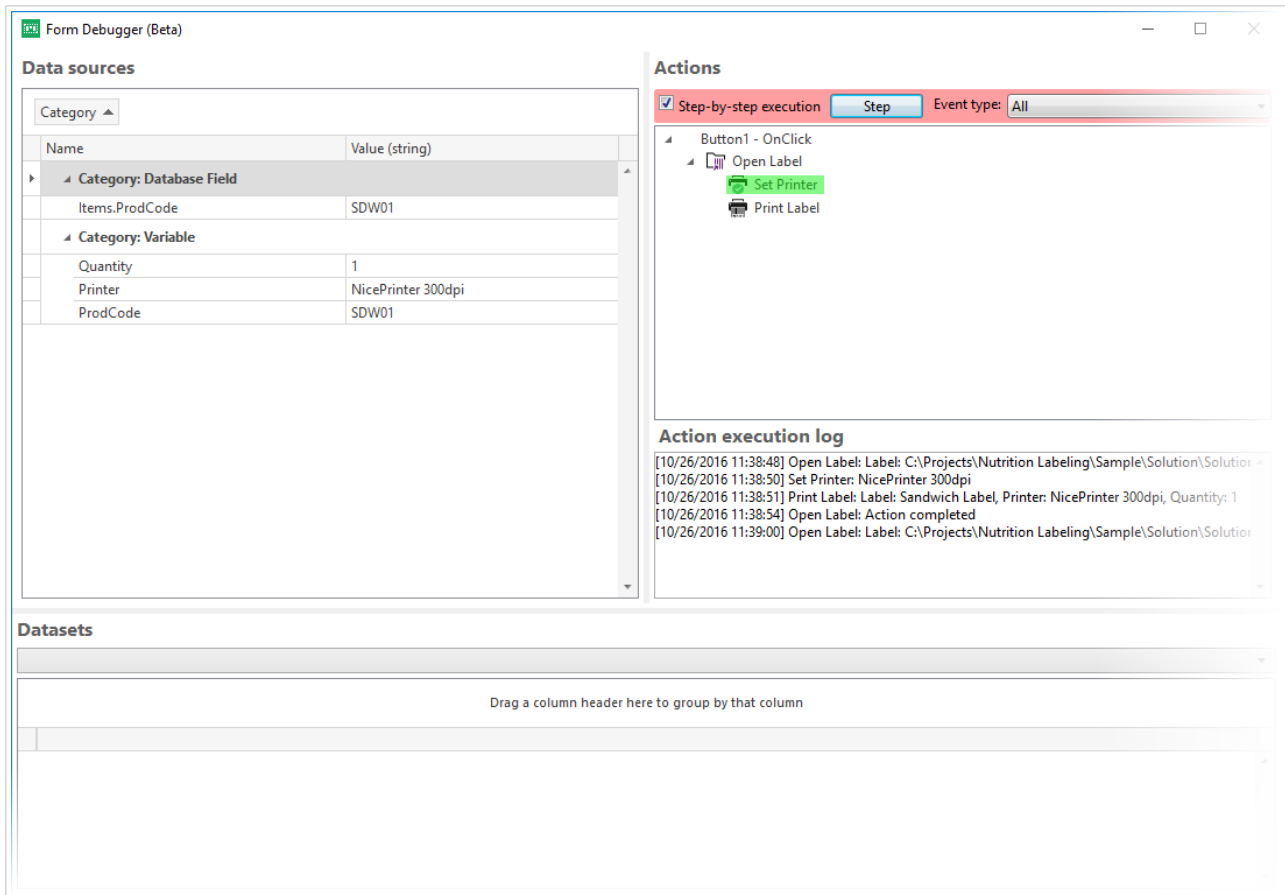 Form Debugger (Beta)
Data sources
Category
Name Value (string)
Category: Database Field
Items.ProdCode SDW01
Category: Variable
Quantity 1
Printer NicePrinter 300dpi
ProdCode SDW01
Actions
Step-by-step execution Step Event type: All
Button1 - OnClick
Open Label
Set Printer
Print Label
Action execution log
[10/26/2016 11:38:48] Open Label: Label: C:\Projects\Nutrition Labeling\Sample\Solution\Solution
[10/26/2016 11:38:50] Set Printer: NicePrinter 300dpi
[10/26/2016 11:38:51] Print Label: Label: Sandwich Label, Printer: NicePrinter 300dpi, Quantity: 1
[10/26/2016 11:38:54] Open Label: Action completed
[10/26/2016 11:39:00] Open Label: Label: C:\Projects\Nutrition Labeling\Sample\Solution\Solution
Datasets
Drag a column header here to group by that column